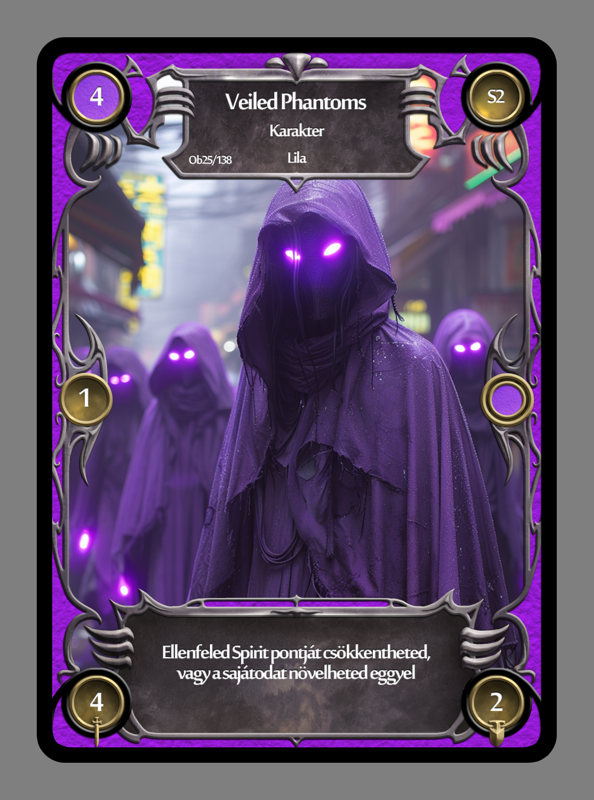 4
S2
Veiled Phantoms
Karakter
Ob25/138
Lila
1
Ellenfeled Spirit pontját csökkentheted,
vagy a sajátodat növelheted eggyel
4
2